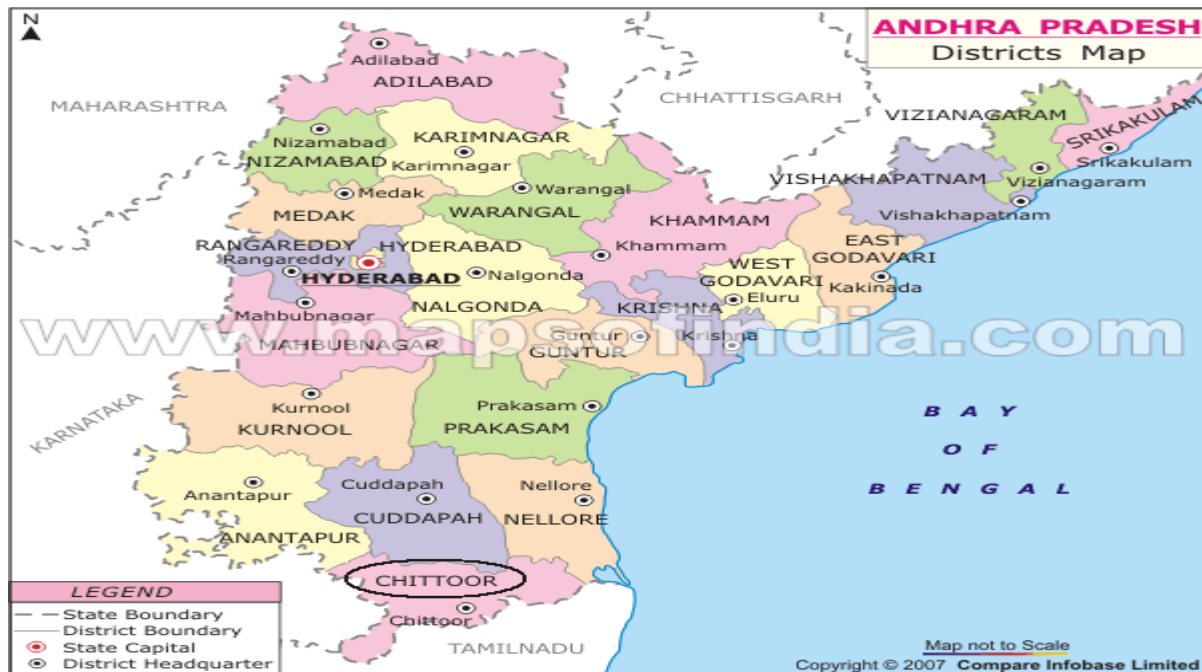 N
ANDHRA PRADESH
Districts Map
Adilabad
ADILABAD
MAHARASHTRA
CHHATTISGARH
VIZIANAGARAM
SRIKAKULAM
Srikakulam
Nizamabad
NIZAMABAD
KARIMNAGAR
Karimnagar
VISHAKHAPATNAM
Vizianagaram
Vishakhapatnam
Medak
MEDAK
Warangal
WARANGAL
KHAMMAM
Khammam
EAST
GODAVARI
Kakinada
RANGAREDDY
Rangareddy
HYDERABAD
HYDERABAD
Nalgonda
NALGONDA
WEST
GODAVARI
Eluru
KRISHNA
Krishna
Mahbubnagar
MAHBUBNAGAR
Guntur
GUNTUR
www.mapsofindia.com
KARNATAKA
Kurnool
KURNOOL
Prakasam
PRAKASAM
BAY
OF
BENGAL
Anantapur
ANANTAPUR
Cuddapah
CUDDAPAH
Nellore
NELLORE
CHITTOOR
Chittoor
TAMILNADU
LEGEND
State Boundary
District Boundary
State Capital
District Headquarter
Map not to Scale
Copyright © 2007 Compare Infobase Limited